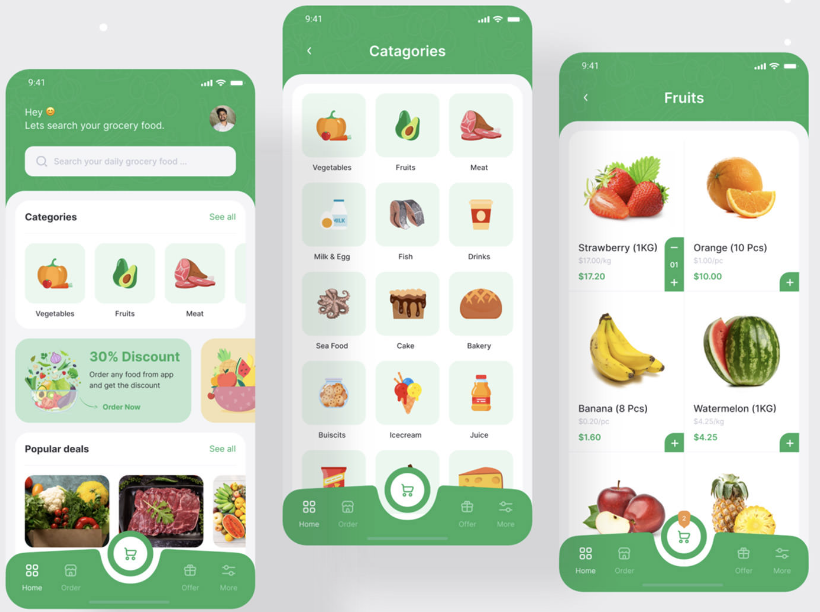 9:41
Hey 😊
Lets search your grocery food.
Search your daily grocery food ...
Categories
See all
Vegetables
Fruits
Meat
30% Discount
Order any food from app
and get the discount
Order Now
Popular deals
See all
Home
Order
Offer
More
9:41
Catagories
Vegetables
Fruits
Meat
MILK
Milk & Egg
Fish
Drinks
Sea Food
Cake
Bakery
Buiscits
Icecream
Juice
Home
Order
Offer
More
9:41
Fruits
Strawberry (1KG)
$17.00/kg
$17.20
01
Orange (10 Pcs)
$1.00/pc
$10.00
Banana (8 Pcs)
$0.20/pc
$1.60
Watermelon (1KG)
$4.25/kg
$4.25
2
Home
Order
Offer
More